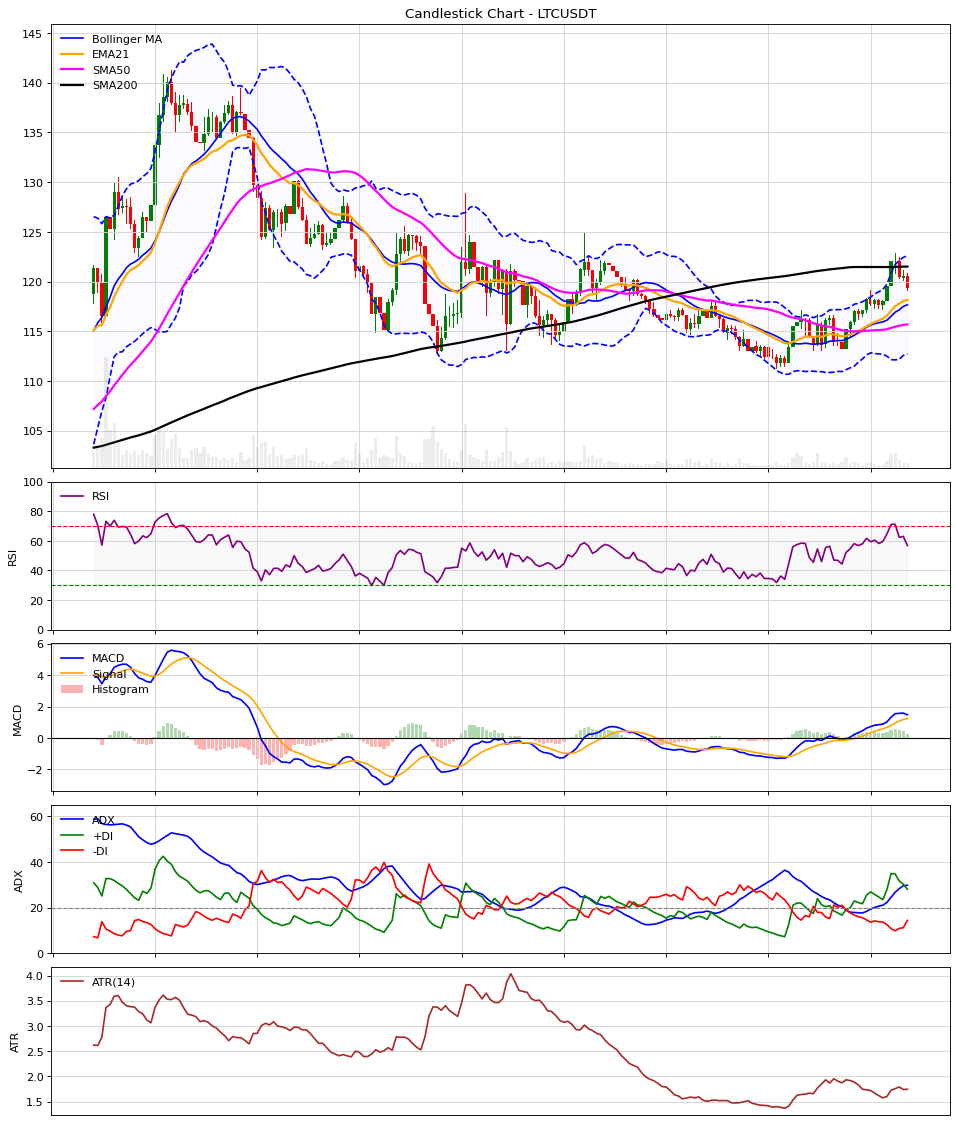 Candlestick Chart - LTCUSDT
145
140
135
130
125
120
115
110
105
Bollinger MA
EMA21
SMA50
SMA200
100
80
60
40
20
0
RSI
RSI
6
4
2
0
−2
MACD
MACD
Signal
Histogram
60
40
20
0
ADX
ADX
+DI
-DI
4.0
3.5
3.0
2.5
2.0
1.5
ATR
ATR(14)